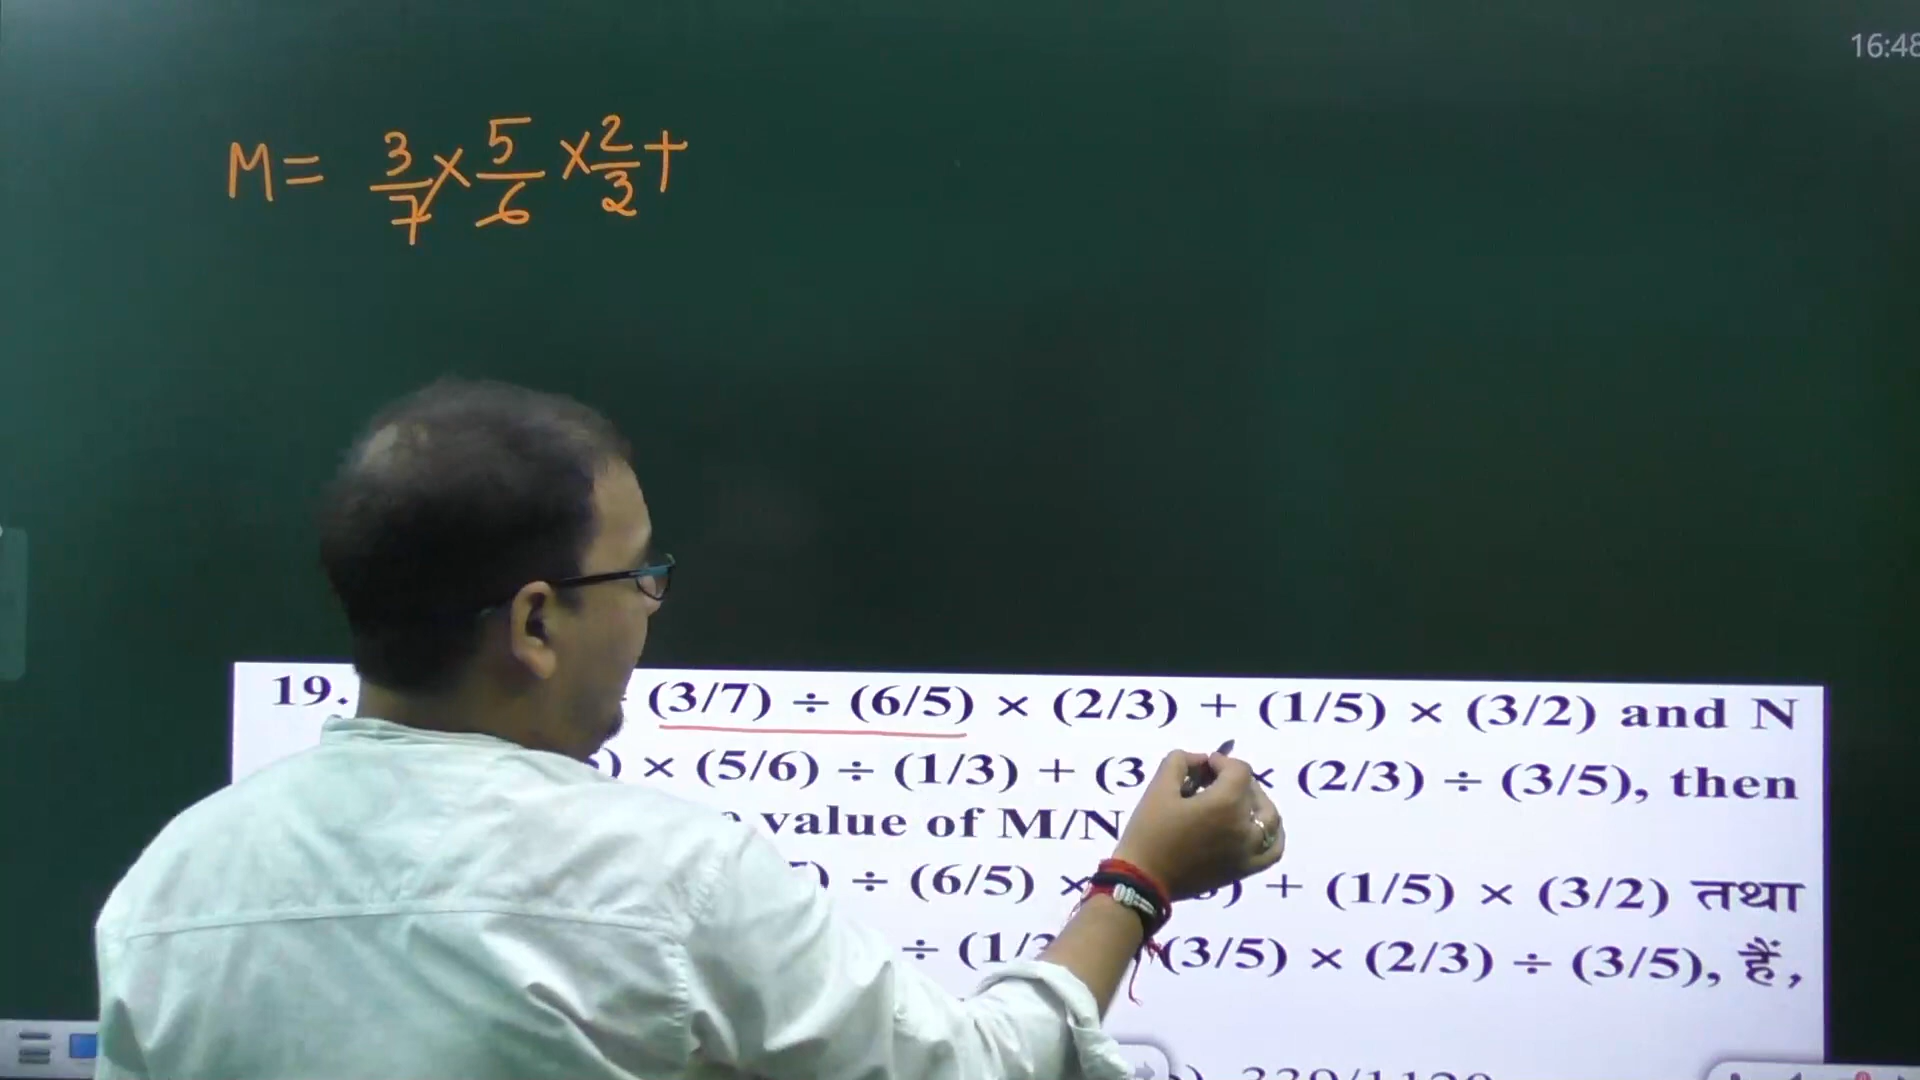 16:48
M = 3/7 × 5/6 × 2/3 +
19. (3/7) ÷ (6/5) × (2/3) + (1/5) × (3/2) and N
) × (5/6) ÷ (1/3) + (3 × (2/3) ÷ (3/5), then
value of M/N
) ÷ (6/5) × ) + (1/5) × (3/2) तथा
÷ (1/3 (3/5) × (2/3) ÷ (3/5), हैं,